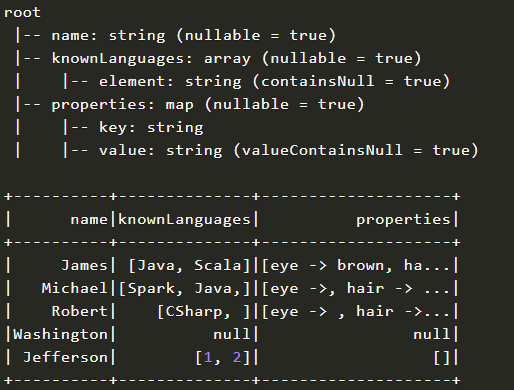 root
 |-- name: string (nullable = true)
 |-- knownLanguages: array (nullable = true)
 |    |-- element: string (containsNull = true)
 |-- properties: map (nullable = true)
 |    |-- key: string
 |    |-- value: string (valueContainsNull = true)
+----------+--------------+--------------------+
|      name|knownLanguages|          properties|
+----------+--------------+--------------------+
|     James| [Java, Scala]|[eye -> brown, ha...|
|   Michael|[Spark, Java,]|[eye ->, hair -> ...|
|    Robert|    [CSharp, ]|[eye -> , hair ->...|
|Washington|          null|                null|
| Jefferson|        [1, 2]|                  []|
+----------+--------------+--------------------+